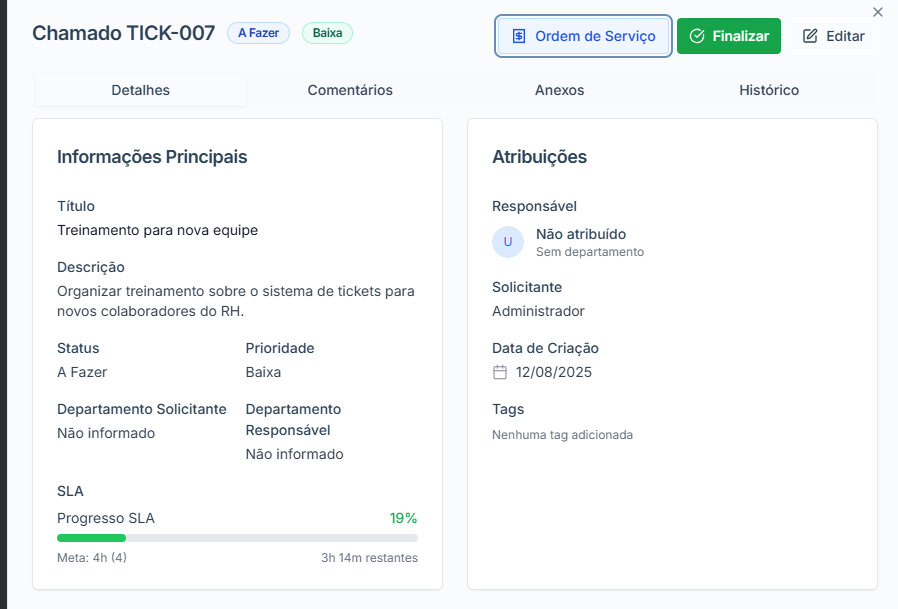 Chamado TICK-007
A Fazer
Baixa
Ordem de Serviço
Finalizar
Editar
Detalhes
Comentários
Anexos
Histórico
Informações Principais
Título
Treinamento para nova equipe
Descrição
Organizar treinamento sobre o sistema de tickets para
novos colaboradores do RH.
Status
Prioridade
A Fazer
Baixa
Departamento Solicitante
Não informado
Departamento
Responsável
Não informado
SLA
Progresso SLA
19%
Meta: 4h (4)
3h 14m restantes
Atribuições
Responsável
U
Não atribuído
Sem departamento
Solicitante
Administrador
Data de Criação
12/08/2025
Tags
Nenhuma tag adicionada